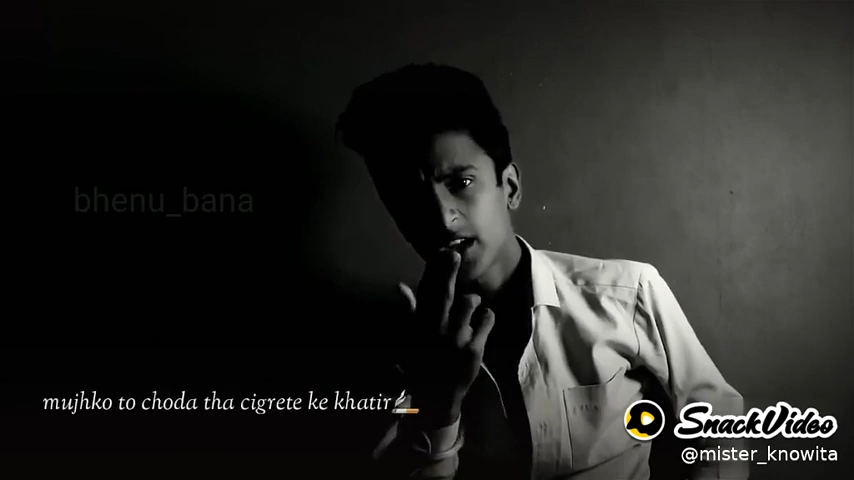 bhenu_bana
mujhko to choda tha cigrete ke khatir🚬
SnackVideo
@mister_knowita